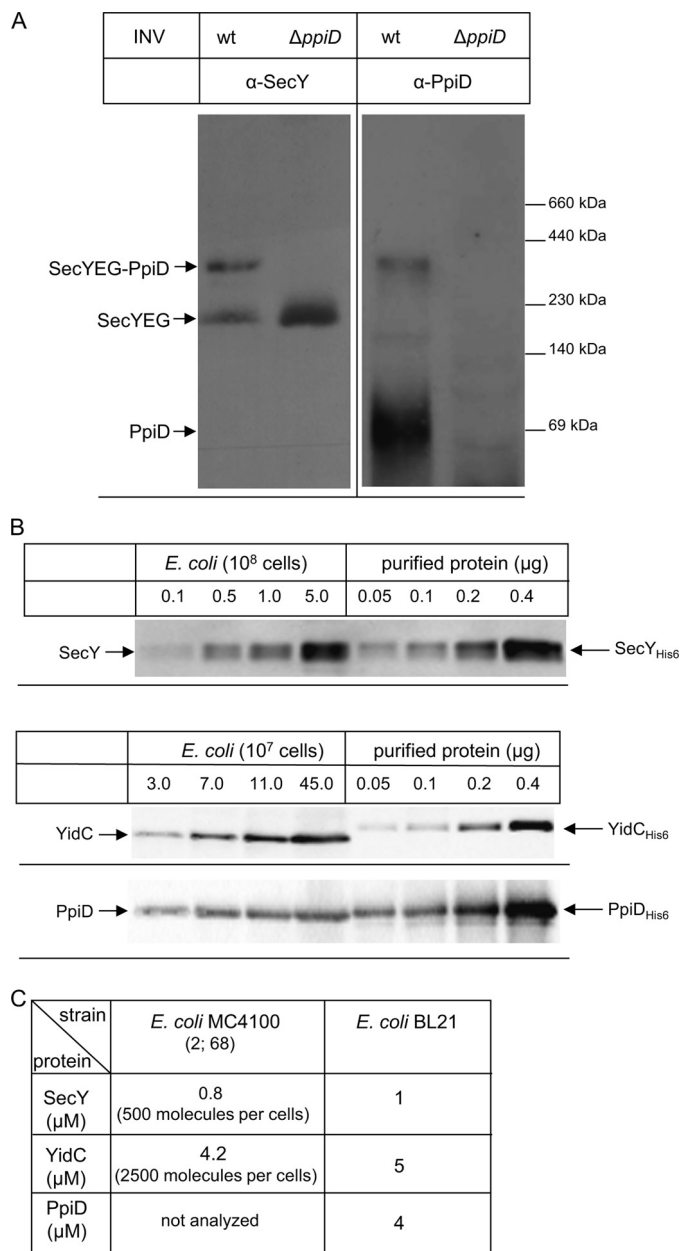 A
INV wt ΔppiD wt ΔppiD
α-SecY α-PpiD
660 kDa
440 kDa
SecYEG-PpiD
230 kDa
SecYEG
140 kDa
PpiD
69 kDa
B
E. coli (10⁸ cells) purified protein (µg)
0.1 0.5 1.0 5.0 0.05 0.1 0.2 0.4
SecY SecYHis6
E. coli (10⁷ cells) purified protein (µg)
3.0 7.0 11.0 45.0 0.05 0.1 0.2 0.4
YidC YidCHis6
PpiD PpiDHis6
C
strain
protein
E. coli MC4100
(2; 68)
E. coli BL21
SecY
(µM)
0.8
(500 molecules per cells)
1
YidC
(µM)
4.2
(2500 molecules per cells)
5
PpiD
(µM)
not analyzed
4